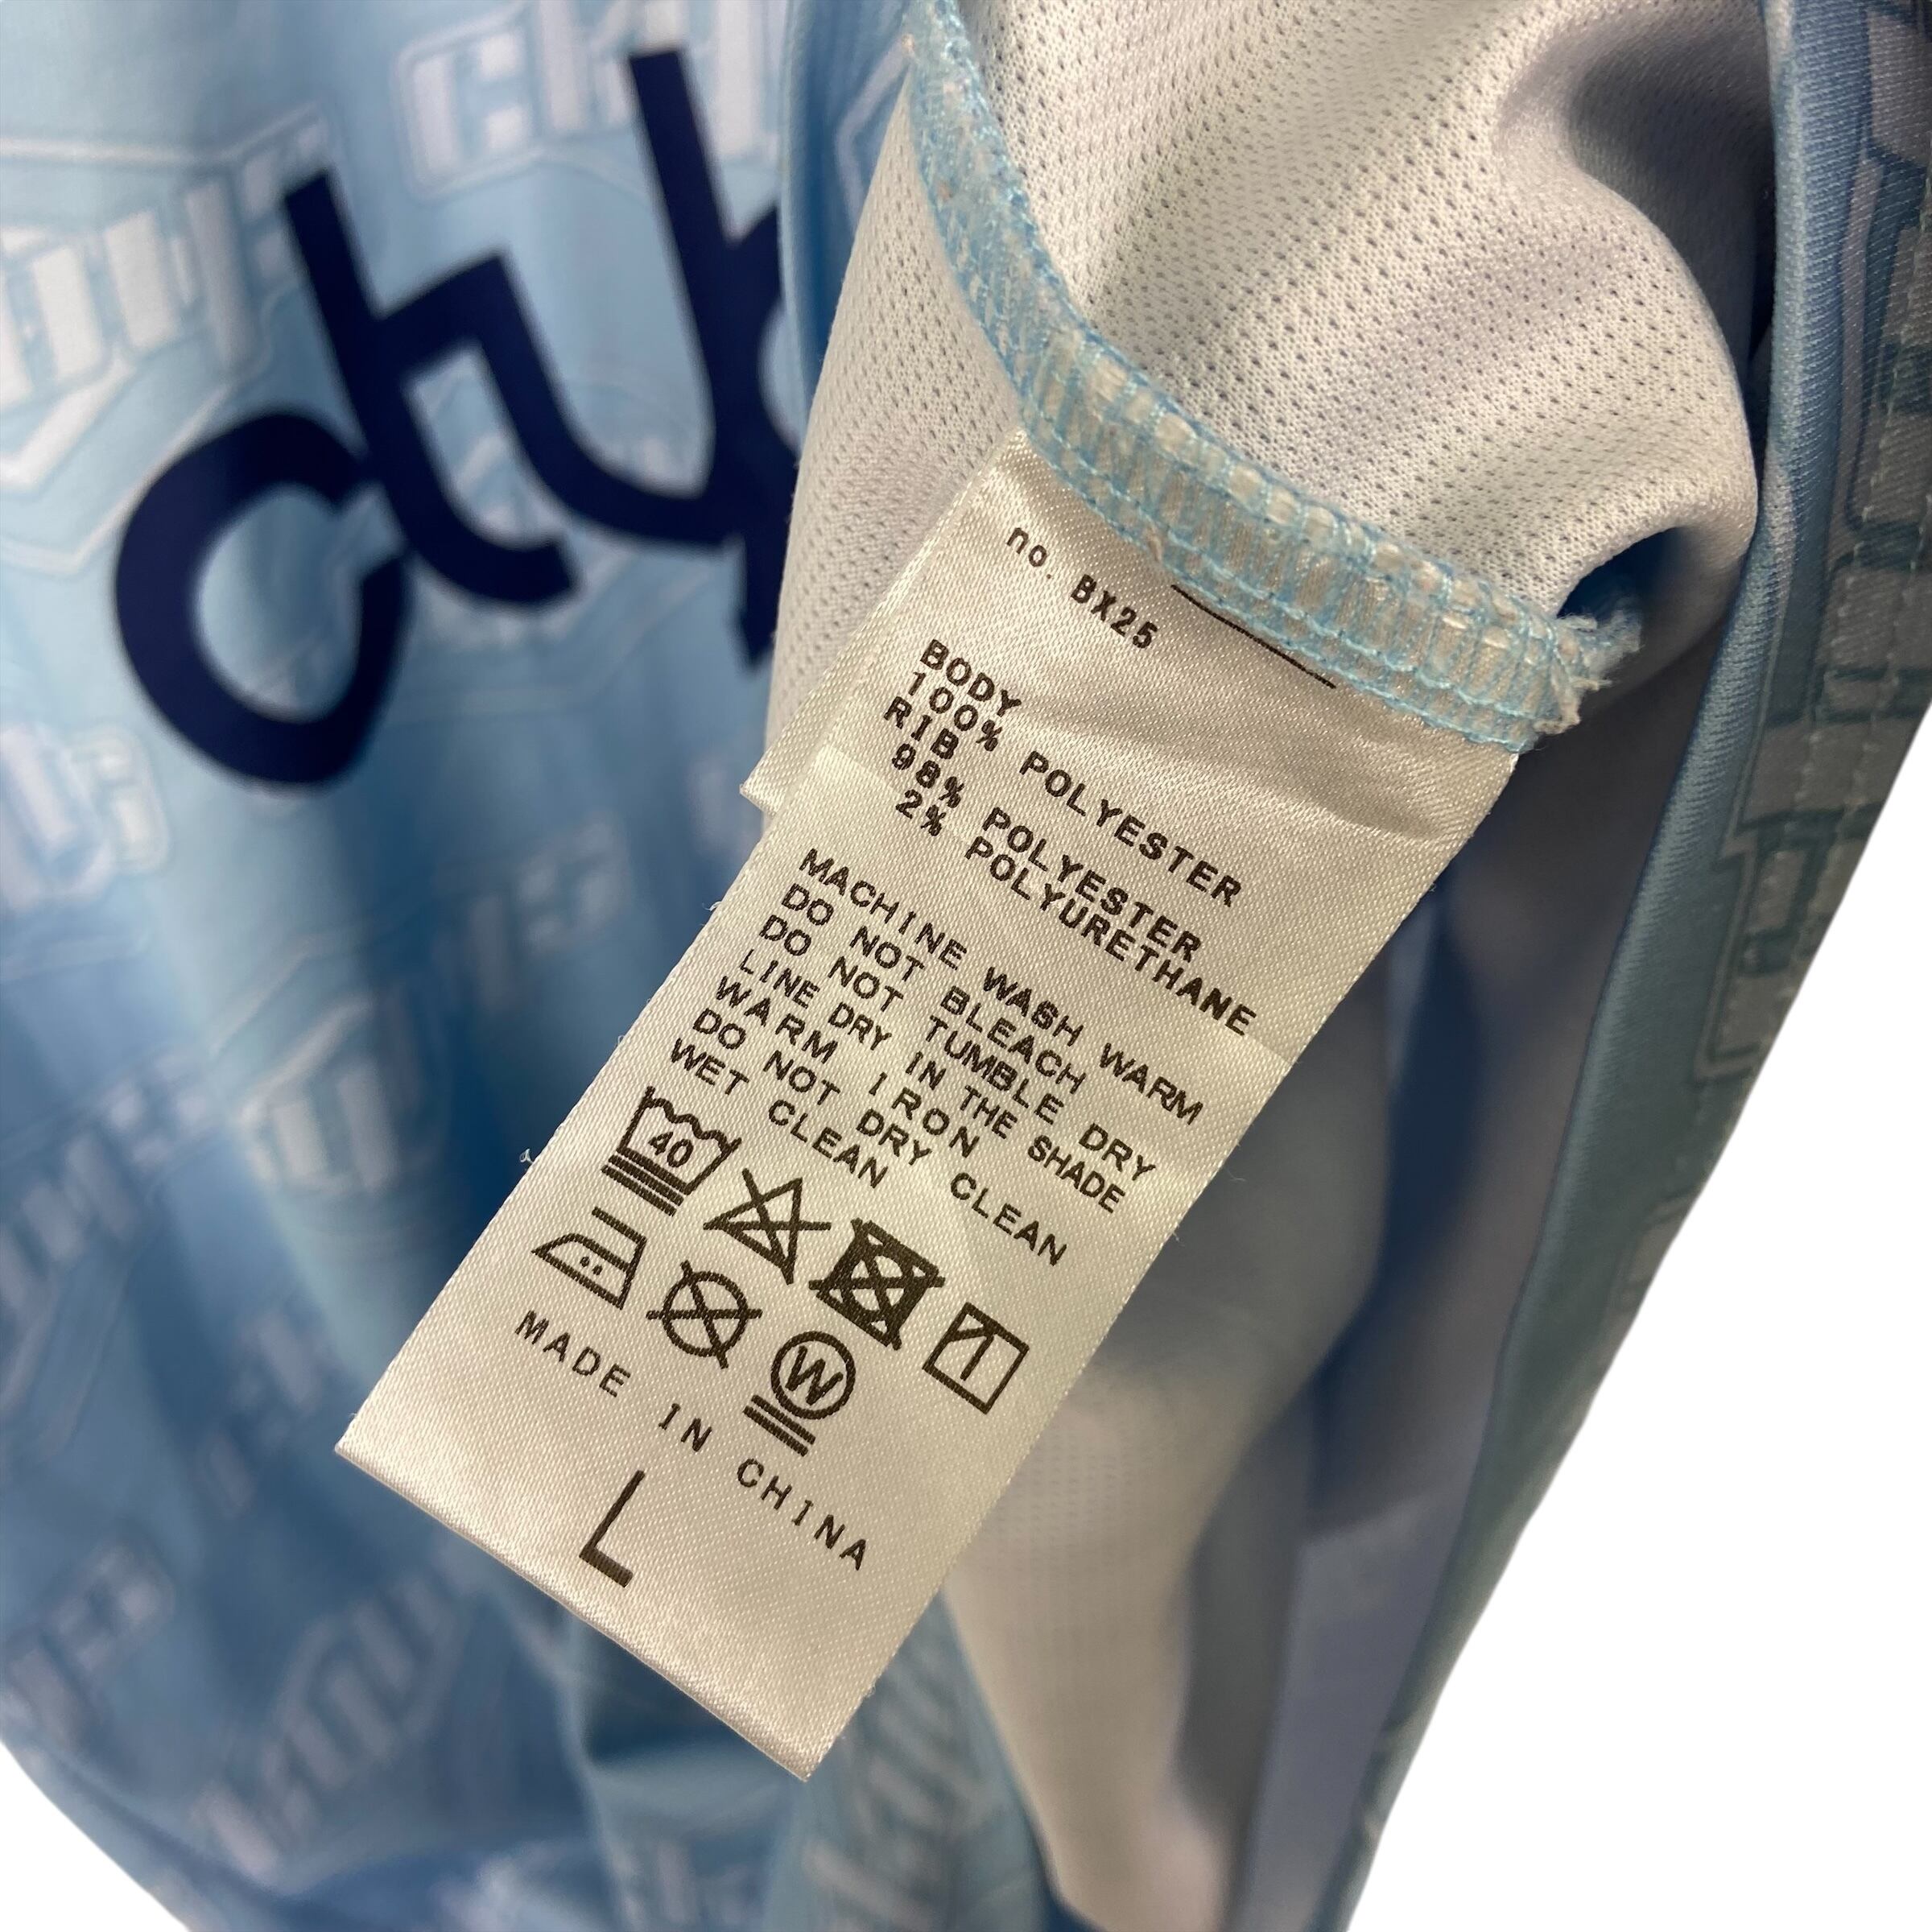 no. BX25
BODY
100% POLYESTER
RIB
98% POLYESTER
2% POLYURETHANE
MACHINE WASH WARM
DO NOT BLEACH
DO NOT TUMBLE DRY
LINE DRY IN THE SHADE
WARM IRON
DO NOT DRY CLEAN
WET CLEAN
40
W
MADE IN CHINA
L